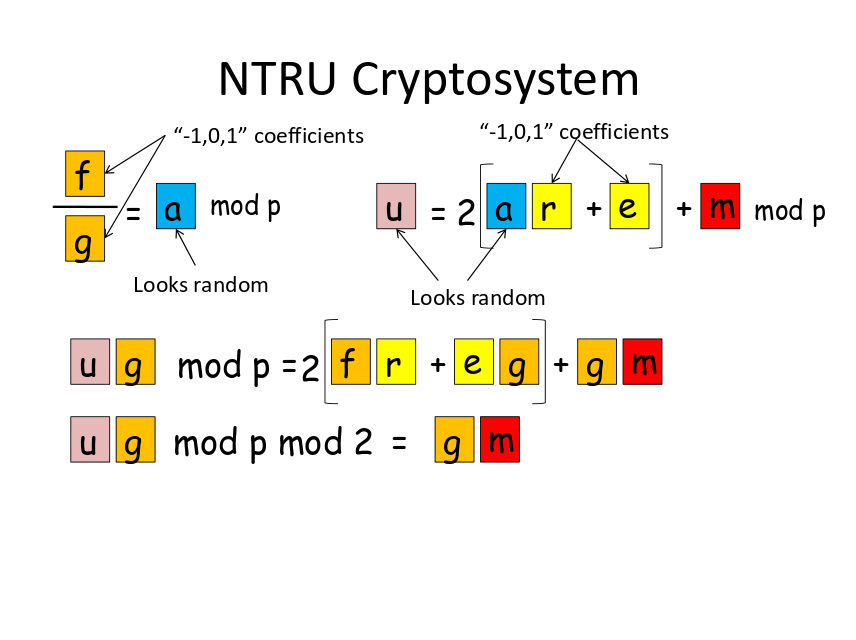 NTRU Cryptosystem
“-1,0,1” coefficients
“-1,0,1” coefficients
f
g
= a mod p
u = 2 [ a r + e ] + m mod p
Looks random
Looks random
u g mod p = 2 [ f r + e g ] + g m
u g mod p mod 2 = g m